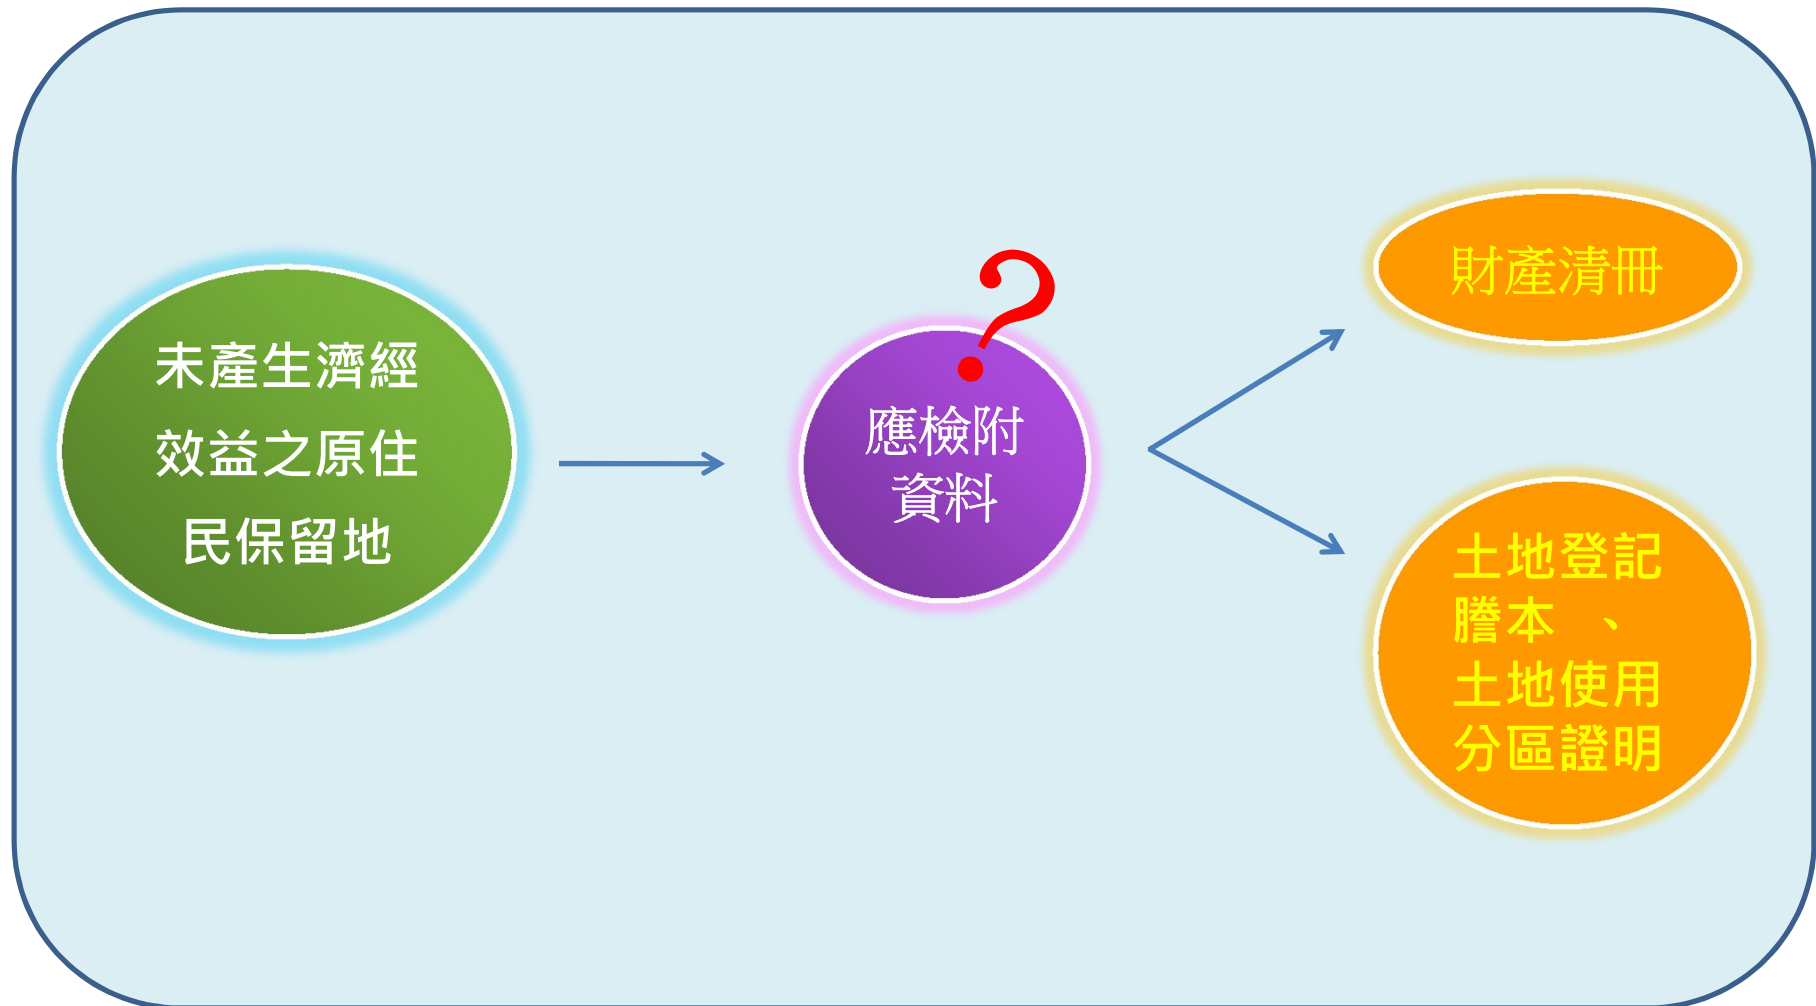 未產生濟經
效益之原住
民保留地
?
應檢附
資料
財產清冊
土地登記
謄本 、
土地使用
分區證明